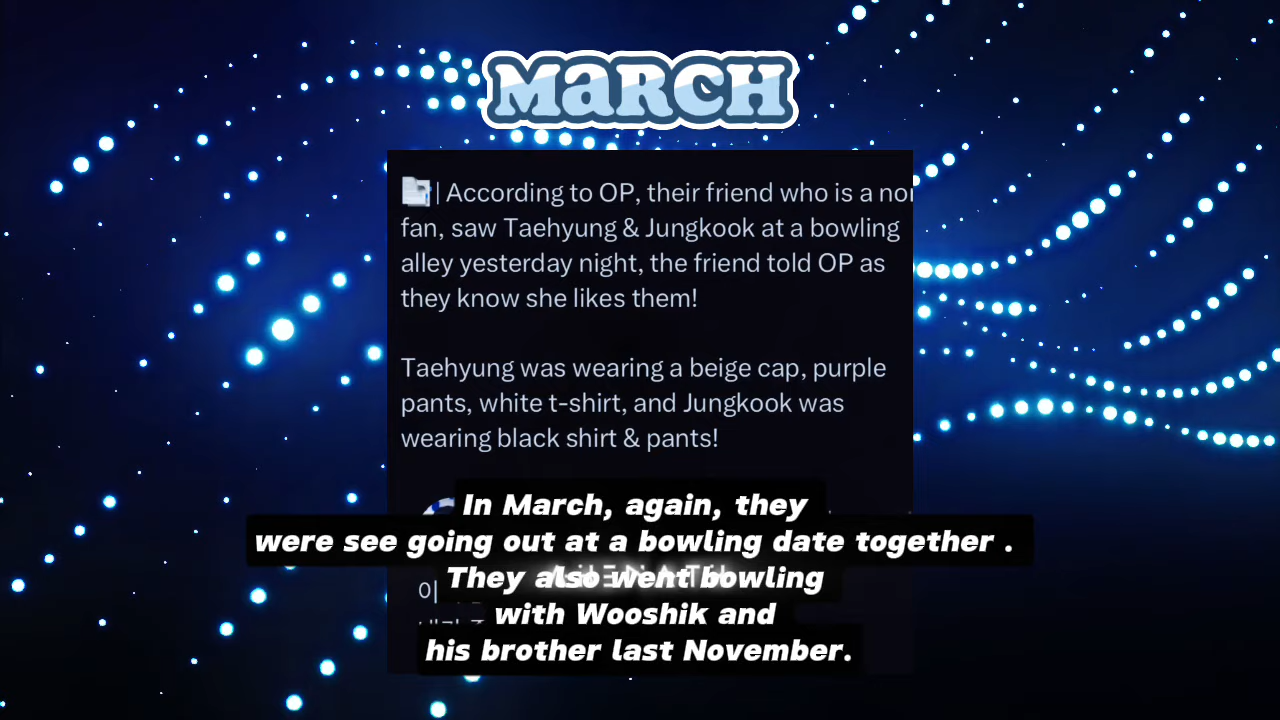 MaRCH
| According to OP, their friend who is a non
fan, saw Taehyung & Jungkook at a bowling
alley yesterday night, the friend told OP as
they know she likes them!
Taehyung was wearing a beige cap, purple
pants, white t-shirt, and Jungkook was
wearing black shirt & pants!
In March, again, they
were see going out at a bowling date together .
They also went bowling
with Wooshik and
his brother last November.